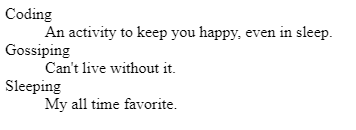 Coding
An activity to keep you happy, even in sleep.
Gossiping
Can't live without it.
Sleeping
My all time favorite.